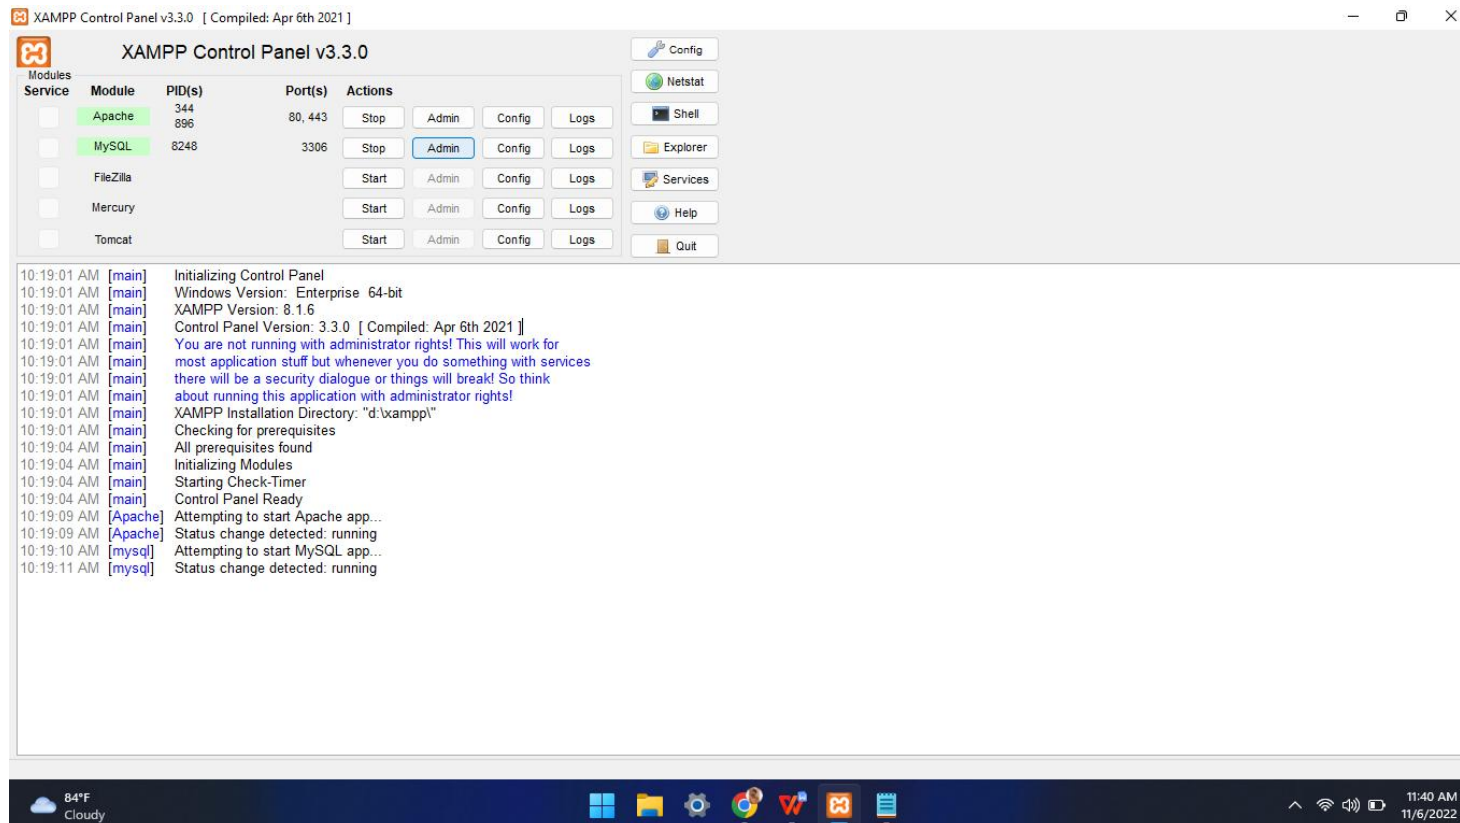 XAMPP Control Panel v3.3.0 [ Compiled: Apr 6th 2021 ]
XAMPP Control Panel v3.3.0
Config
Modules
Service Module PID(s) Port(s) Actions
Netstat
Apache 344 896 80, 443 Stop Admin Config Logs
Shell
MySQL 8248 3306 Stop Admin Config Logs
Explorer
FileZilla Start Admin Config Logs
Services
Mercury Start Admin Config Logs
Help
Tomcat Start Admin Config Logs
Quit
10:19:01 AM [main] Initializing Control Panel
10:19:01 AM [main] Windows Version: Enterprise 64-bit
10:19:01 AM [main] XAMPP Version: 8.1.6
10:19:01 AM [main] Control Panel Version: 3.3.0 [ Compiled: Apr 6th 2021 ]
10:19:01 AM [main] You are not running with administrator rights! This will work for
10:19:01 AM [main] most application stuff but whenever you do something with services
10:19:01 AM [main] there will be a security dialogue or things will break! So think
10:19:01 AM [main] about running this application with administrator rights!
10:19:01 AM [main] XAMPP Installation Directory: "d:\xampp\"
10:19:01 AM [main] Checking for prerequisites
10:19:04 AM [main] All prerequisites found
10:19:04 AM [main] Initializing Modules
10:19:04 AM [main] Starting Check-Timer
10:19:04 AM [main] Control Panel Ready
10:19:09 AM [Apache] Attempting to start Apache app...
10:19:09 AM [Apache] Status change detected: running
10:19:10 AM [mysql] Attempting to start MySQL app...
10:19:11 AM [mysql] Status change detected: running
84°F
Cloudy
11:40 AM
11/6/2022